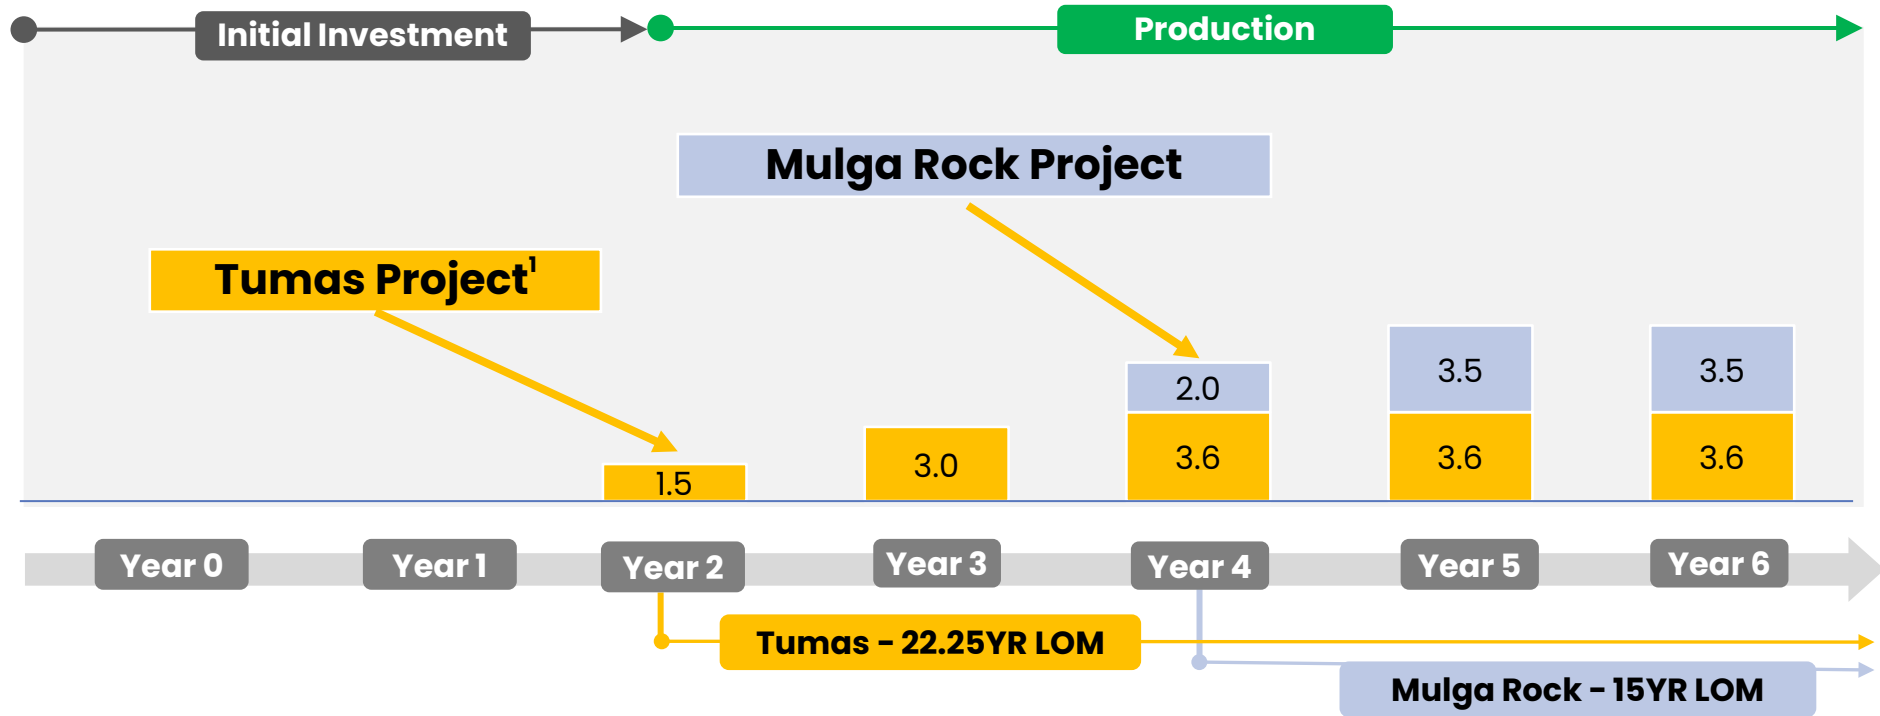 Initial Investment
Production
Mulga Rock Project
Tumas Project¹
2.0
3.5
3.5
1.5
3.0
3.6
3.6
3.6
Year 0
Year 1
Year 2
Year 3
Year 4
Year 5
Year 6
Tumas - 22.25YR LOM
Mulga Rock - 15YR LOM